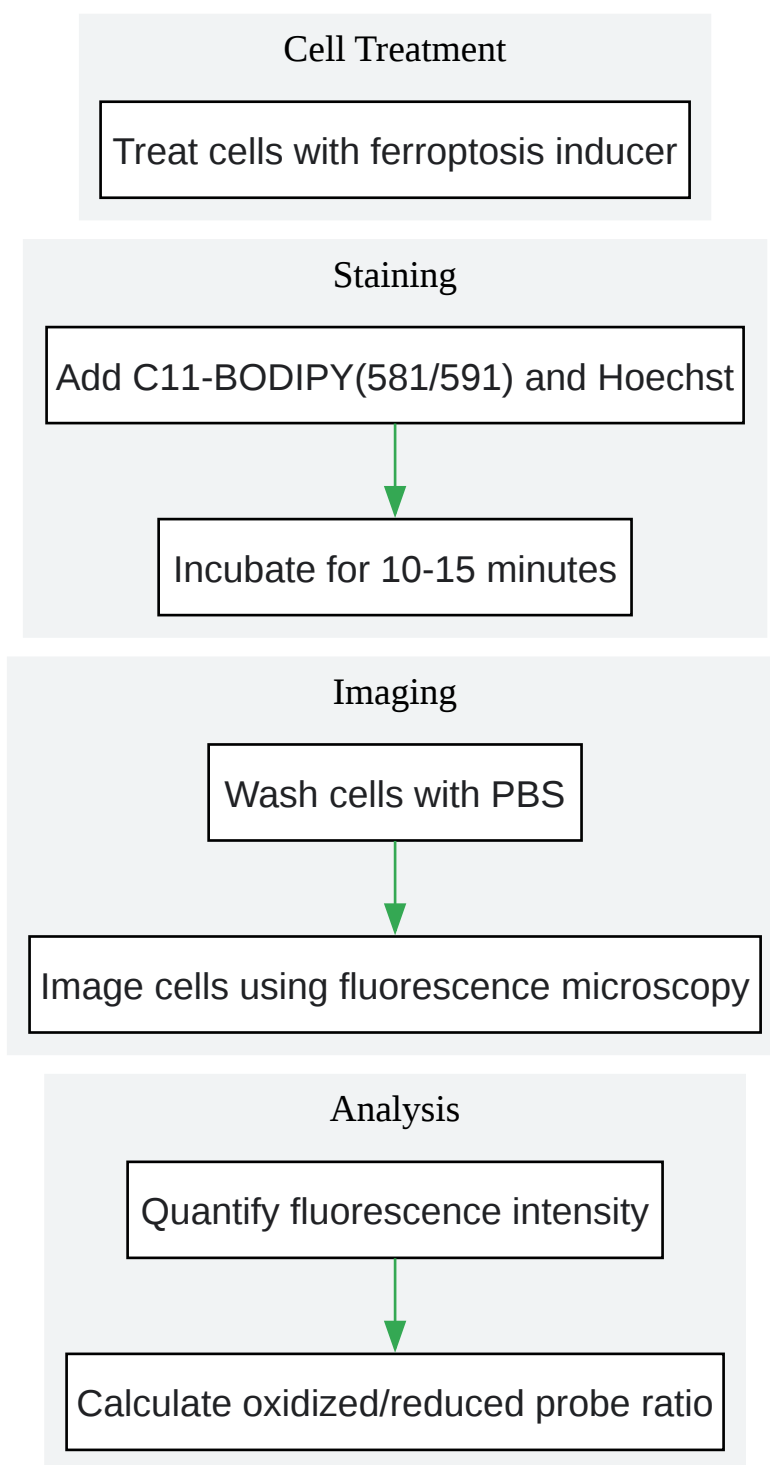 Cell Treatment
Treat cells with ferroptosis inducer
Staining
Add C11-BODIPY(581/591) and Hoechst
Incubate for 10-15 minutes
Imaging
Wash cells with PBS
Image cells using fluorescence microscopy
Analysis
Quantify fluorescence intensity
Calculate oxidized/reduced probe ratio